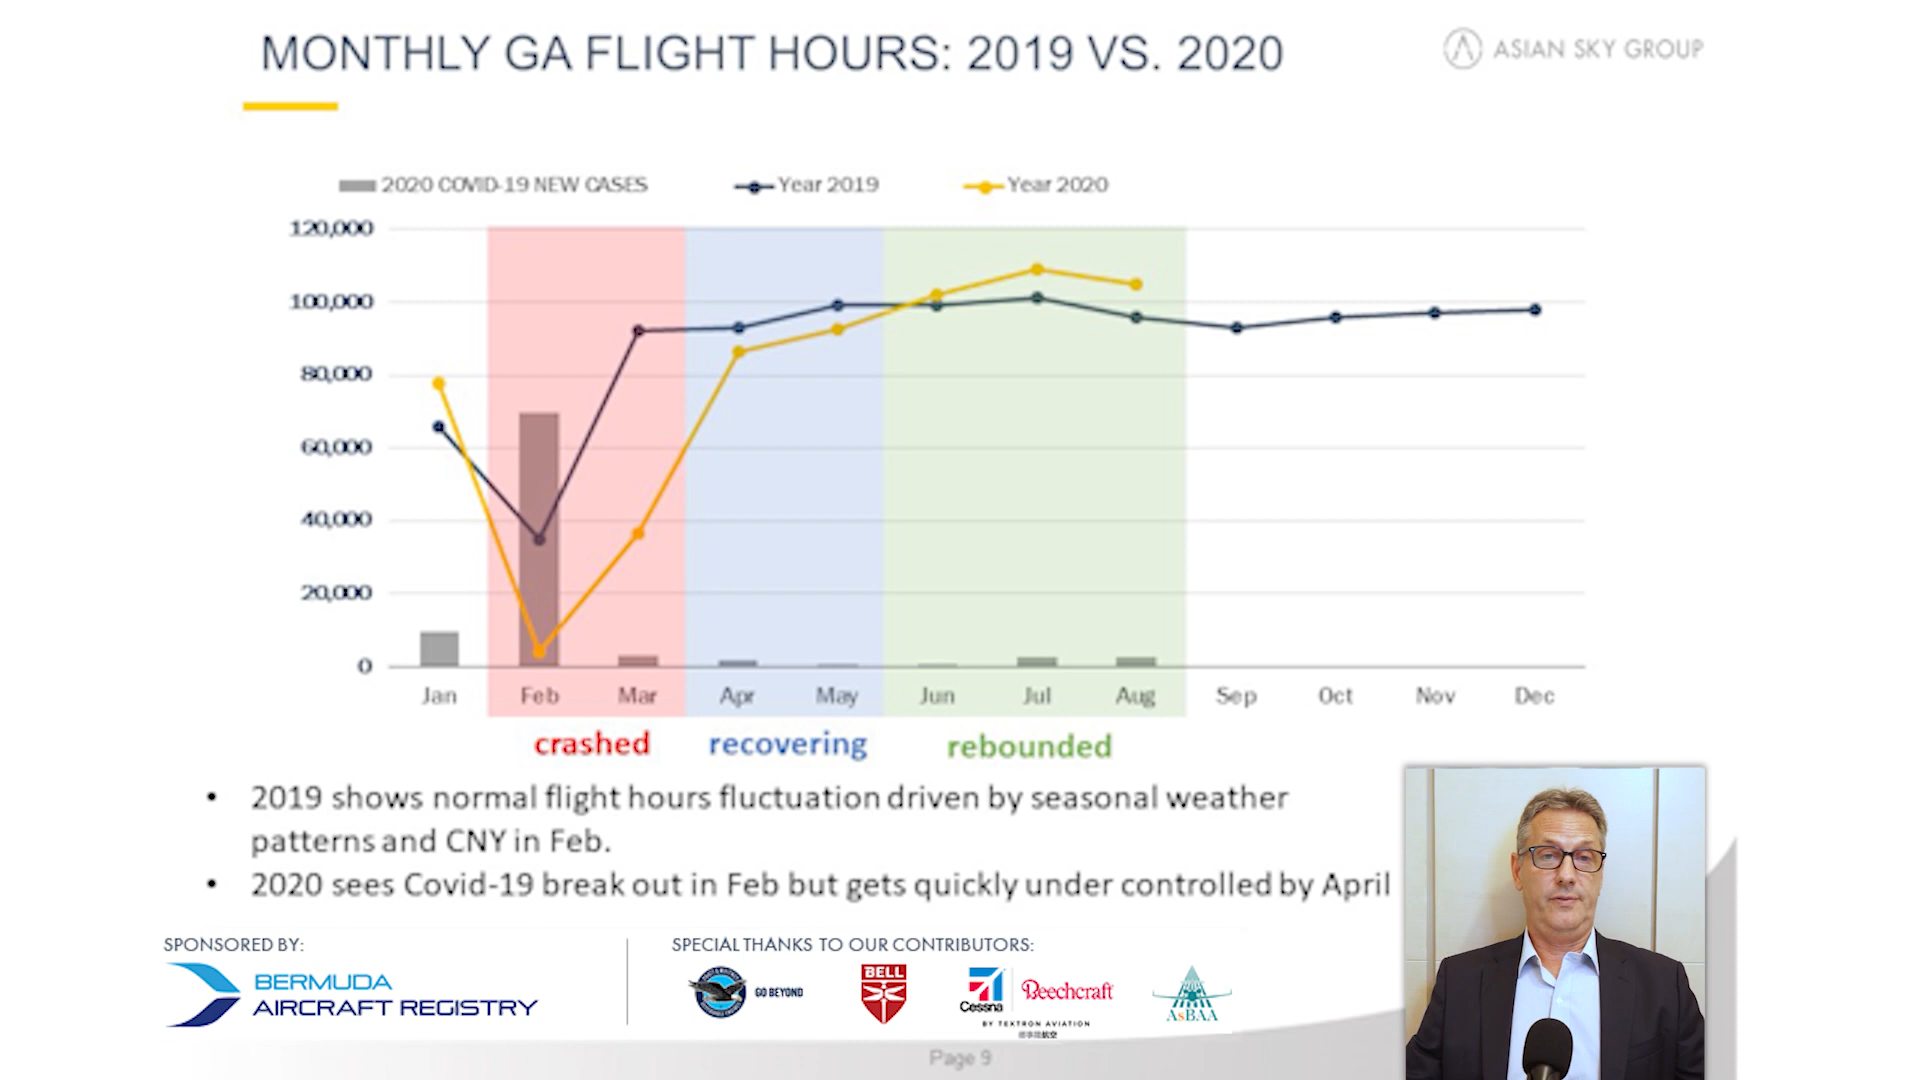 MONTHLY GA FLIGHT HOURS: 2019 VS. 2020
ASIAN SKY GROUP
2020 COVID-19 NEW CASES
Year 2019
Year 2020
120,000
100,000
80,000
60,000
40,000
20,000
0
Jan Feb Mar Apr May Jun Jul Aug Sep Oct Nov Dec
crashed recovering rebounded
• 2019 shows normal flight hours fluctuation driven by seasonal weather
patterns and CNY in Feb.
• 2020 sees Covid-19 break out in Feb but gets quickly under controlled by April
SPONSORED BY:
BERMUDA
AIRCRAFT REGISTRY
SPECIAL THANKS TO OUR CONTRIBUTORS:
GO BEYOND
BELL
Cessna
Beechcraft
BY TEXTRON AVIATION
AsBAA
Page 9